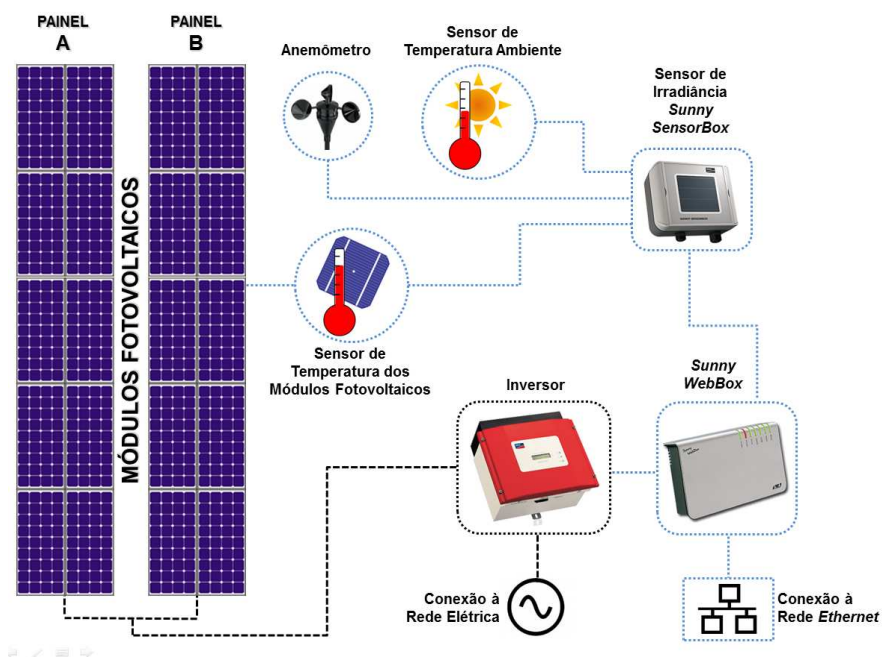 PAINEL
A
PAINEL
B
MÓDULOS FOTOVOLTAICOS
Anemômetro
Sensor de
Temperatura Ambiente
Sensor de
Irradiância
Sunny
SensorBox
Sensor de
Temperatura dos
Módulos Fotovoltaicos
Inversor
Sunny
WebBox
Conexão à
Rede Elétrica
Conexão à
Rede Ethernet